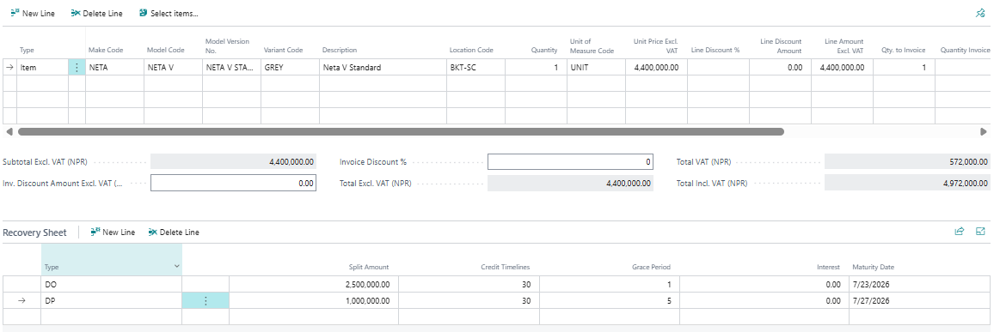 New Line Delete Line Select items...
Type Make Code Model Code Model Version No. Variant Code Description Location Code Quantity Unit of Measure Code Unit Price Excl. VAT Line Discount % Line Discount Amount Line Amount Excl. VAT Qty. to Invoice Quantity Invoice
Item NETA NETA V NETA V STA... GREY Neta V Standard BKT-SC 1 UNIT 4,400,000.00 0.00 4,400,000.00 1
Subtotal Excl. VAT (NPR) 4,400,000.00 Invoice Discount % 0 Total VAT (NPR) 572,000.00
Inv. Discount Amount Excl. VAT (... 0.00 Total Excl. VAT (NPR) 4,400,000.00 Total Incl. VAT (NPR) 4,972,000.00
Recovery Sheet New Line Delete Line
Type Split Amount Credit Timelines Grace Period Interest Maturity Date
DO 2,500,000.00 30 1 0.00 7/23/2026
DP 1,000,000.00 30 5 0.00 7/27/2026